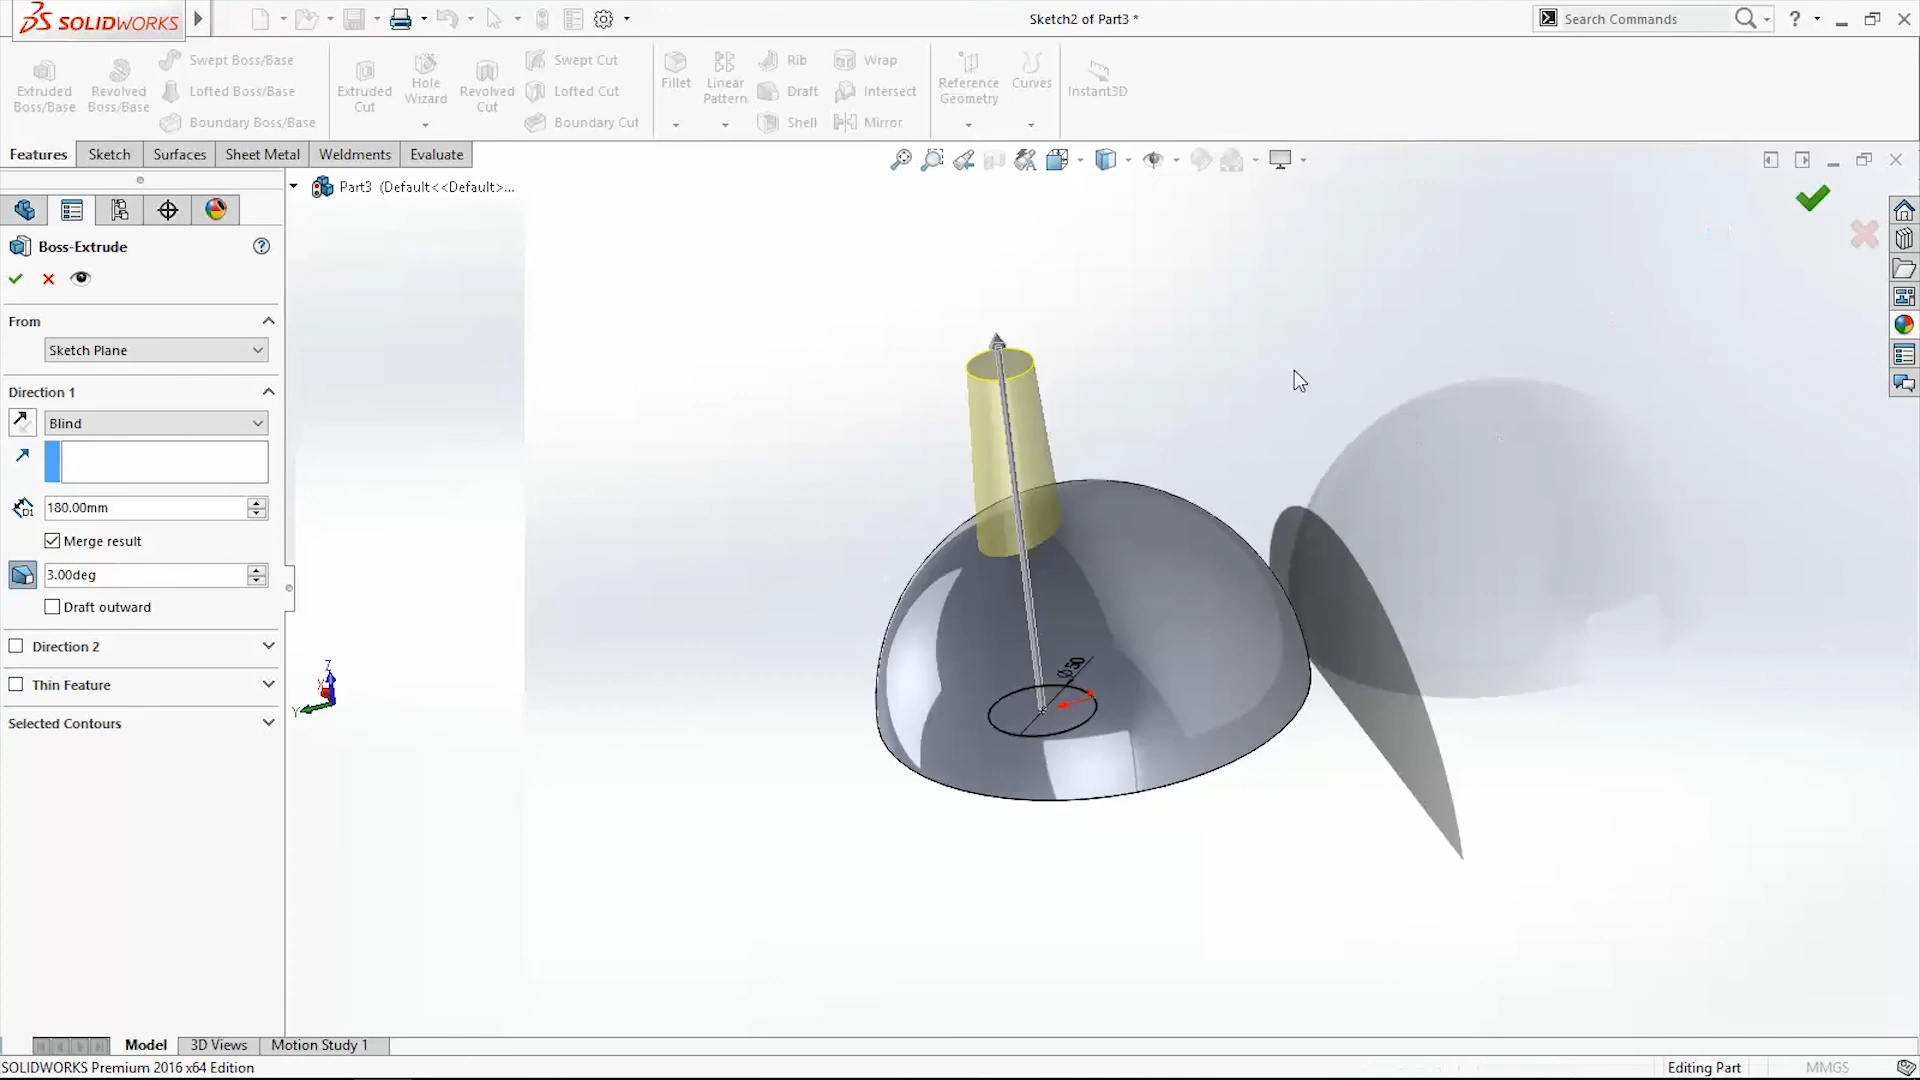 SOLIDWORKS
Sketch2 of Part3 *
Search Commands
Extruded Boss/Base
Revolved Boss/Base
Swept Boss/Base
Lofted Boss/Base
Boundary Boss/Base
Extruded Cut
Hole Wizard
Revolved Cut
Swept Cut
Lofted Cut
Boundary Cut
Fillet
Linear Pattern
Rib
Draft
Shell
Wrap
Intersect
Mirror
Reference Geometry
Curves
Instant3D
Features
Sketch
Surfaces
Sheet Metal
Weldments
Evaluate
Part3 (Default<<Default>...
Boss-Extrude
From
Sketch Plane
Direction 1
Blind
D1
180.00mm
Merge result
3.00deg
Draft outward
Direction 2
Thin Feature
Selected Contours
Z
X
Y
Ø 50
Model
3D Views
Motion Study 1
SOLIDWORKS Premium 2016 x64 Edition
Editing Part
MMGS